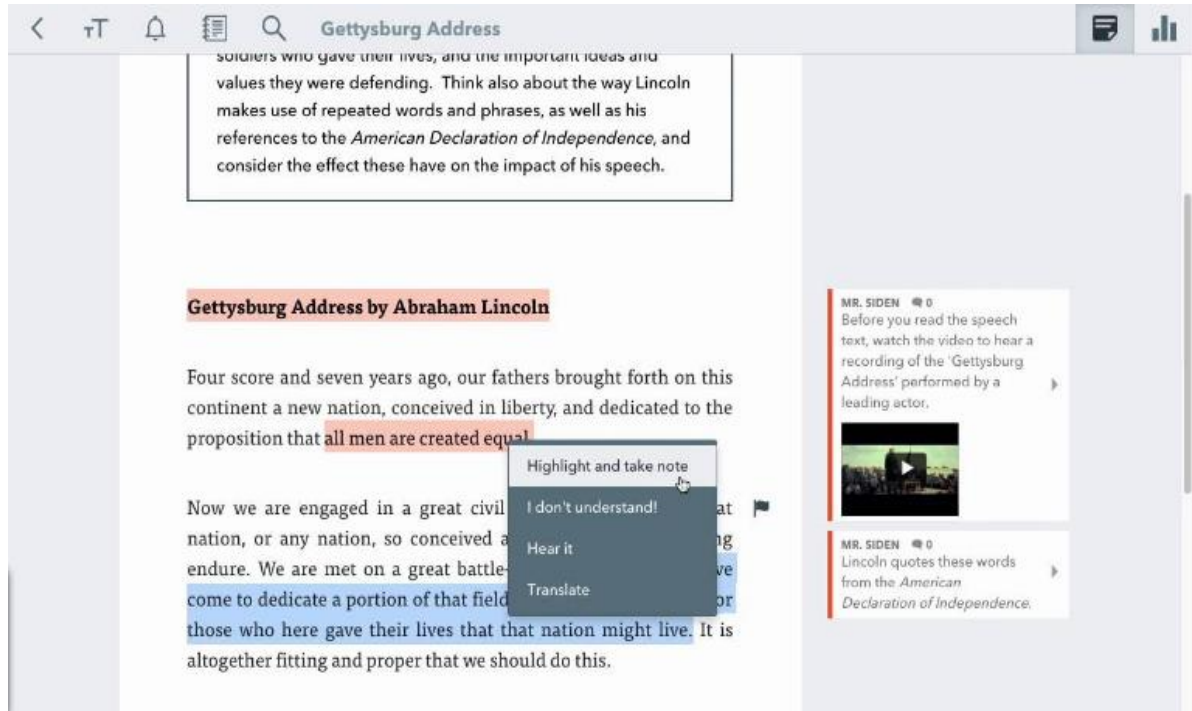 Gettysburg Address
soldiers who gave their lives, and the important ideas and
values they were defending. Think also about the way Lincoln
makes use of repeated words and phrases, as well as his
references to the American Declaration of Independence, and
consider the effect these have on the impact of his speech.
Gettysburg Address by Abraham Lincoln
Four score and seven years ago, our fathers brought forth on this
continent a new nation, conceived in liberty, and dedicated to the
proposition that all men are created equal
Now we are engaged in a great civil at
nation, or any nation, so conceived a ng
endure. We are met on a great battle- ve
come to dedicate a portion of that field or
those who here gave their lives that that nation might live. It is
altogether fitting and proper that we should do this.
Highlight and take note
I don't understand!
Hear it
Translate
MR. SIDEN 0
Before you read the speech
text, watch the video to hear a
recording of the 'Gettysburg
Address' performed by a
leading actor.
MR. SIDEN 0
Lincoln quotes these words
from the American
Declaration of Independence.